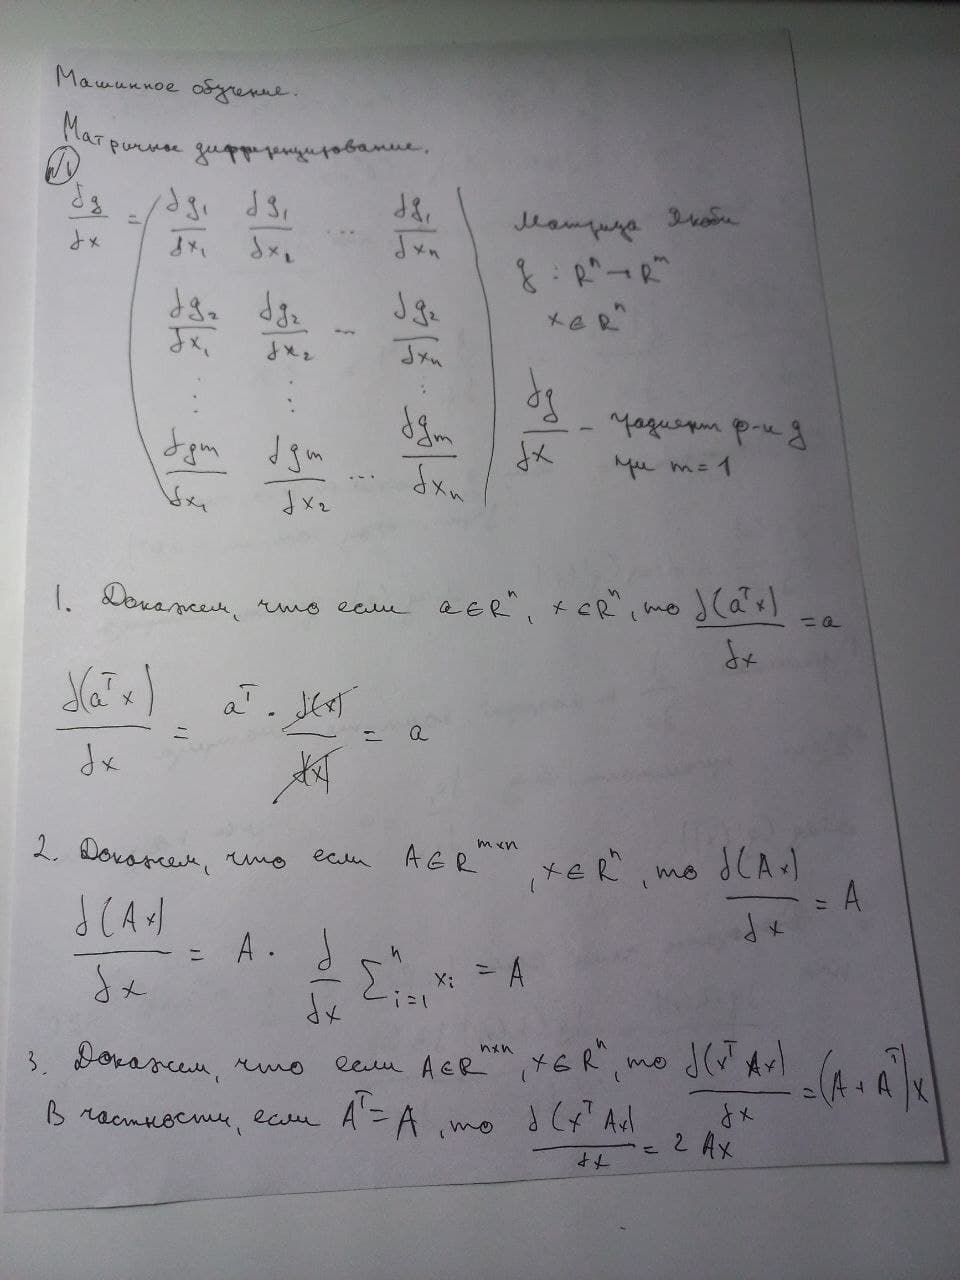 Машинное обучение.
Матричное дифференцирование.
№1
dg/dx = ( dg₁/dx₁ dg₁/dx₂ ... dg₁/dxₙ
dg₂/dx₁ dg₂/dx₂ ... dg₂/dxₙ
⋮ ⋮ ⋮
dgm/dx₁ dgm/dx₂ ... dgm/dxₙ )
Матрица Якоби
g : Rⁿ → Rᵐ
x ∈ Rⁿ
dg/dx – градиент ф-и g
при m = 1
1. Докажем, что если a ∈ Rⁿ, x ∈ Rⁿ, то d(aᵀx)/dx = a
d(aᵀx)/dx = aᵀ · d(x)/d(x) = a
2. Докажем, что если A ∈ Rᵐˣⁿ, x ∈ Rⁿ, то d(Ax)/dx = A
d(Ax)/dx = A · d/dx Σⁿᵢ₌₁ xᵢ = A
3. Докажем, что если A ∈ Rⁿˣⁿ, x ∈ Rⁿ, то d(xᵀAx)/dx = (A + Aᵀ)x
В частности, если Aᵀ = A, то d(xᵀAx)/dx = 2Ax